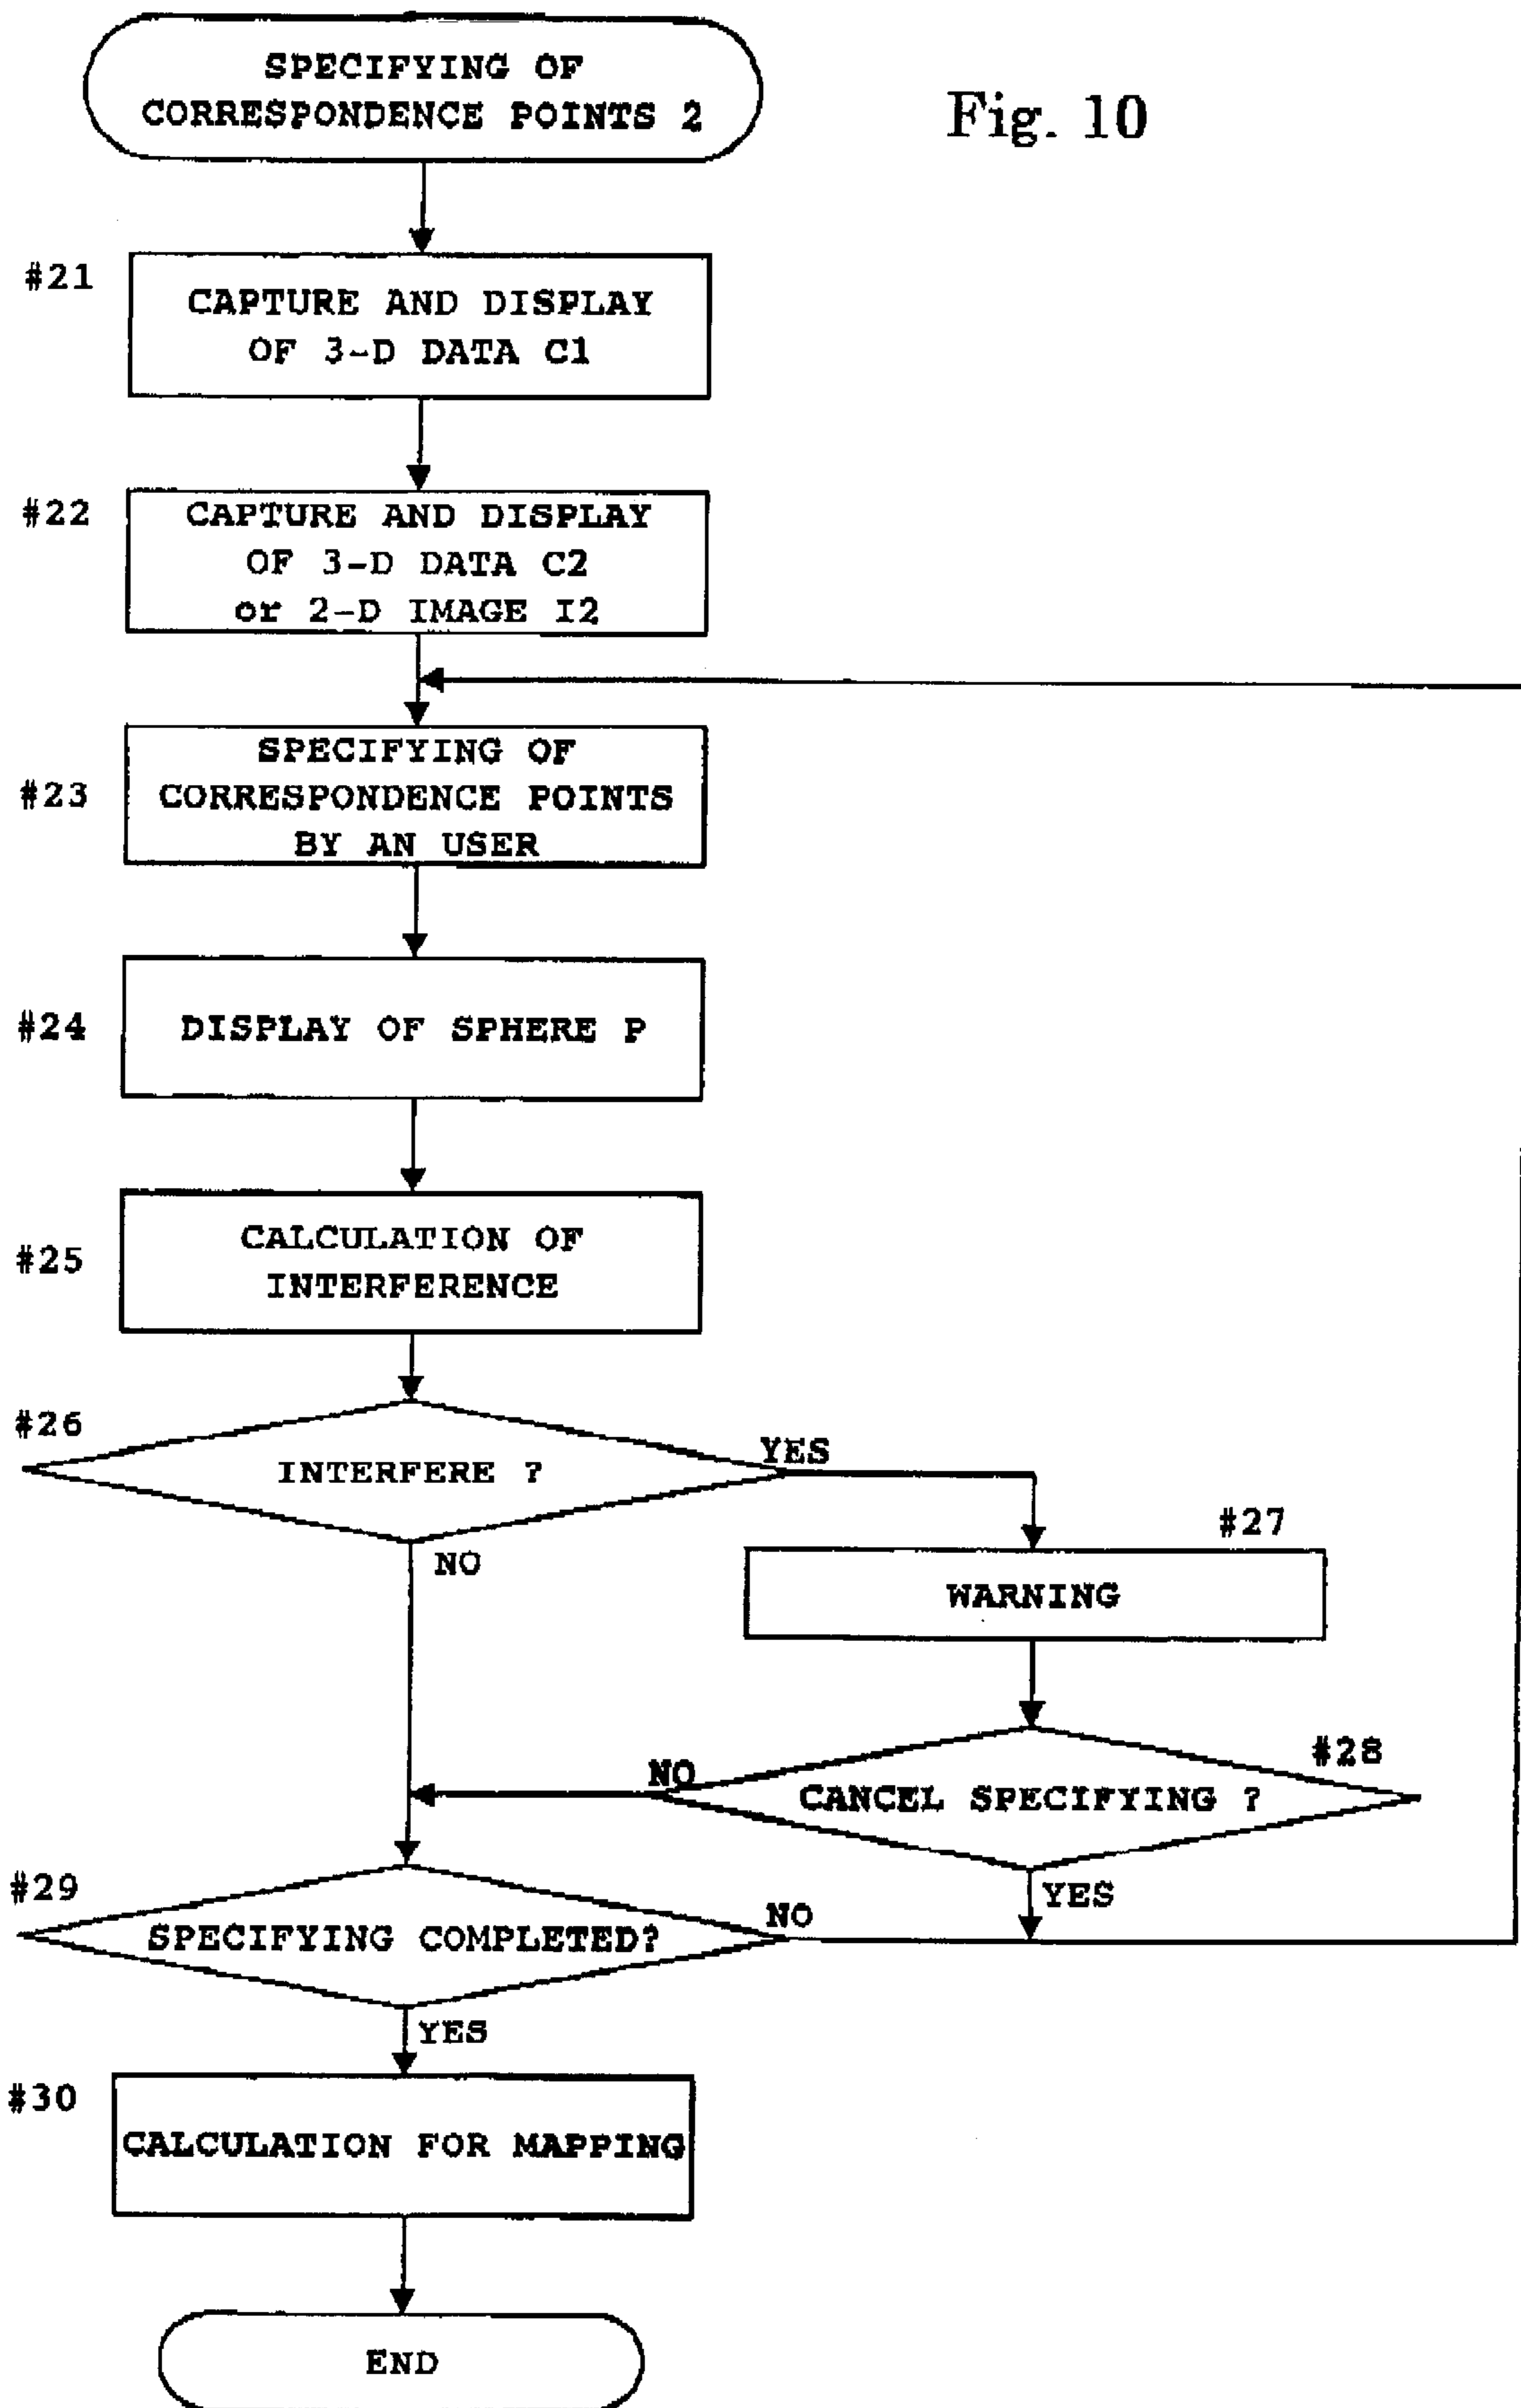 SPECIFYING OF
CORRESPONDENCE POINTS 2
Fig. 10
#21
CAPTURE AND DISPLAY
OF 3-D DATA C1
#22
CAPTURE AND DISPLAY
OF 3-D DATA C2
or 2-D IMAGE I2
#23
SPECIFYING OF
CORRESPONDENCE POINTS
BY AN USER
#24
DISPLAY OF SPHERE P
#25
CALCULATION OF
INTERFERENCE
#26
INTERFERE ?
YES
NO
#27
WARNING
#28
CANCEL SPECIFYING ?
NO
YES
#29
SPECIFYING COMPLETED?
NO
YES
#30
CALCULATION FOR MAPPING
END